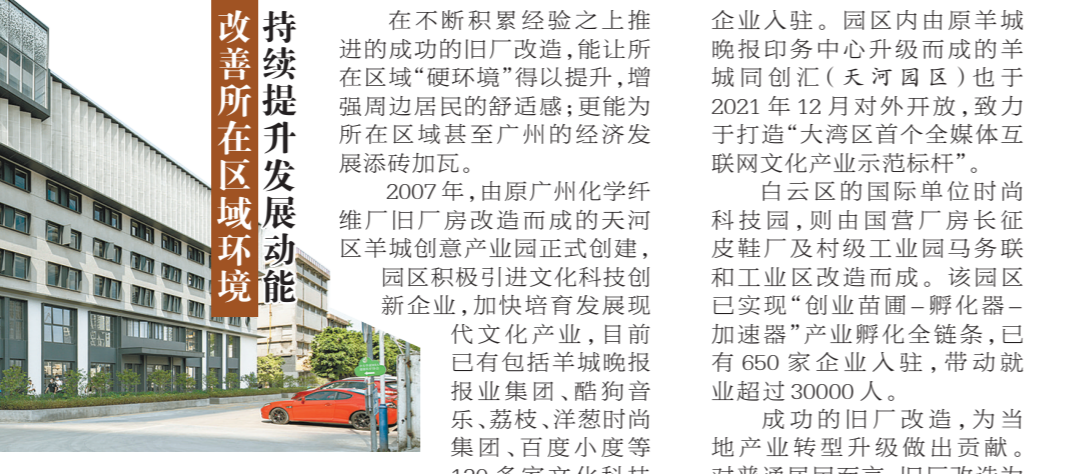 持续提升发展动能
改善所在区域环境
在不断积累经验之上推
进的成功的旧厂改造，能让所
在区域“硬环境”得以提升，增
强周边居民的舒适感；更能为
所在区域甚至广州的经济发
展添砖加瓦。
2007年，由原广州化学纤
维厂旧厂房改造而成的天河
区羊城创意产业园正式创建，
园区积极引进文化科技创
新企业，加快培育发展现
代文化产业，目前
已有包括羊城晚报
报业集团、酷狗音
乐、荔枝、洋葱时尚
集团、百度小度等
企业入驻。园区内由原羊城
晚报印务中心升级而成的羊
城同创汇（天河园区）也于
2021年12月对外开放，致力
于打造“大湾区首个全媒体互
联网文化产业示范标杆”。
白云区的国际单位时尚
科技园，则由国营厂房长征
皮鞋厂及村级工业园马务联
和工业区改造而成。该园区
已实现“创业苗圃－孵化器－
加速器”产业孵化全链条，已
有650家企业入驻，带动就
业超过30000人。
成功的旧厂改造，为当
地产业转型升级做出贡献。